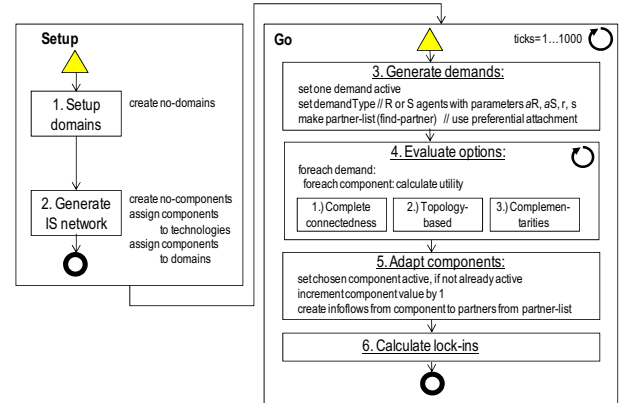 Setup
1. Setup
domains
create no-domains
2. Generate
IS network
create no-components
assign components
to technologies
assign components
to domains
Go
ticks=1…1000
3. Generate demands:
set one demand active
set demandType // R or S agents with parameters aR, aS, r, s
make partner-list (find-partner) // use preferential attachment
4. Evaluate options:
foreach demand:
foreach component: calculate utility
1.) Complete
connectedness
2.) Topology-
based
3.) Complemen-
tarities
5. Adapt components:
set chosen component active, if not already active
increment component value by 1
create infoflows from component to partners from partner-list
6. Calculate lock-ins